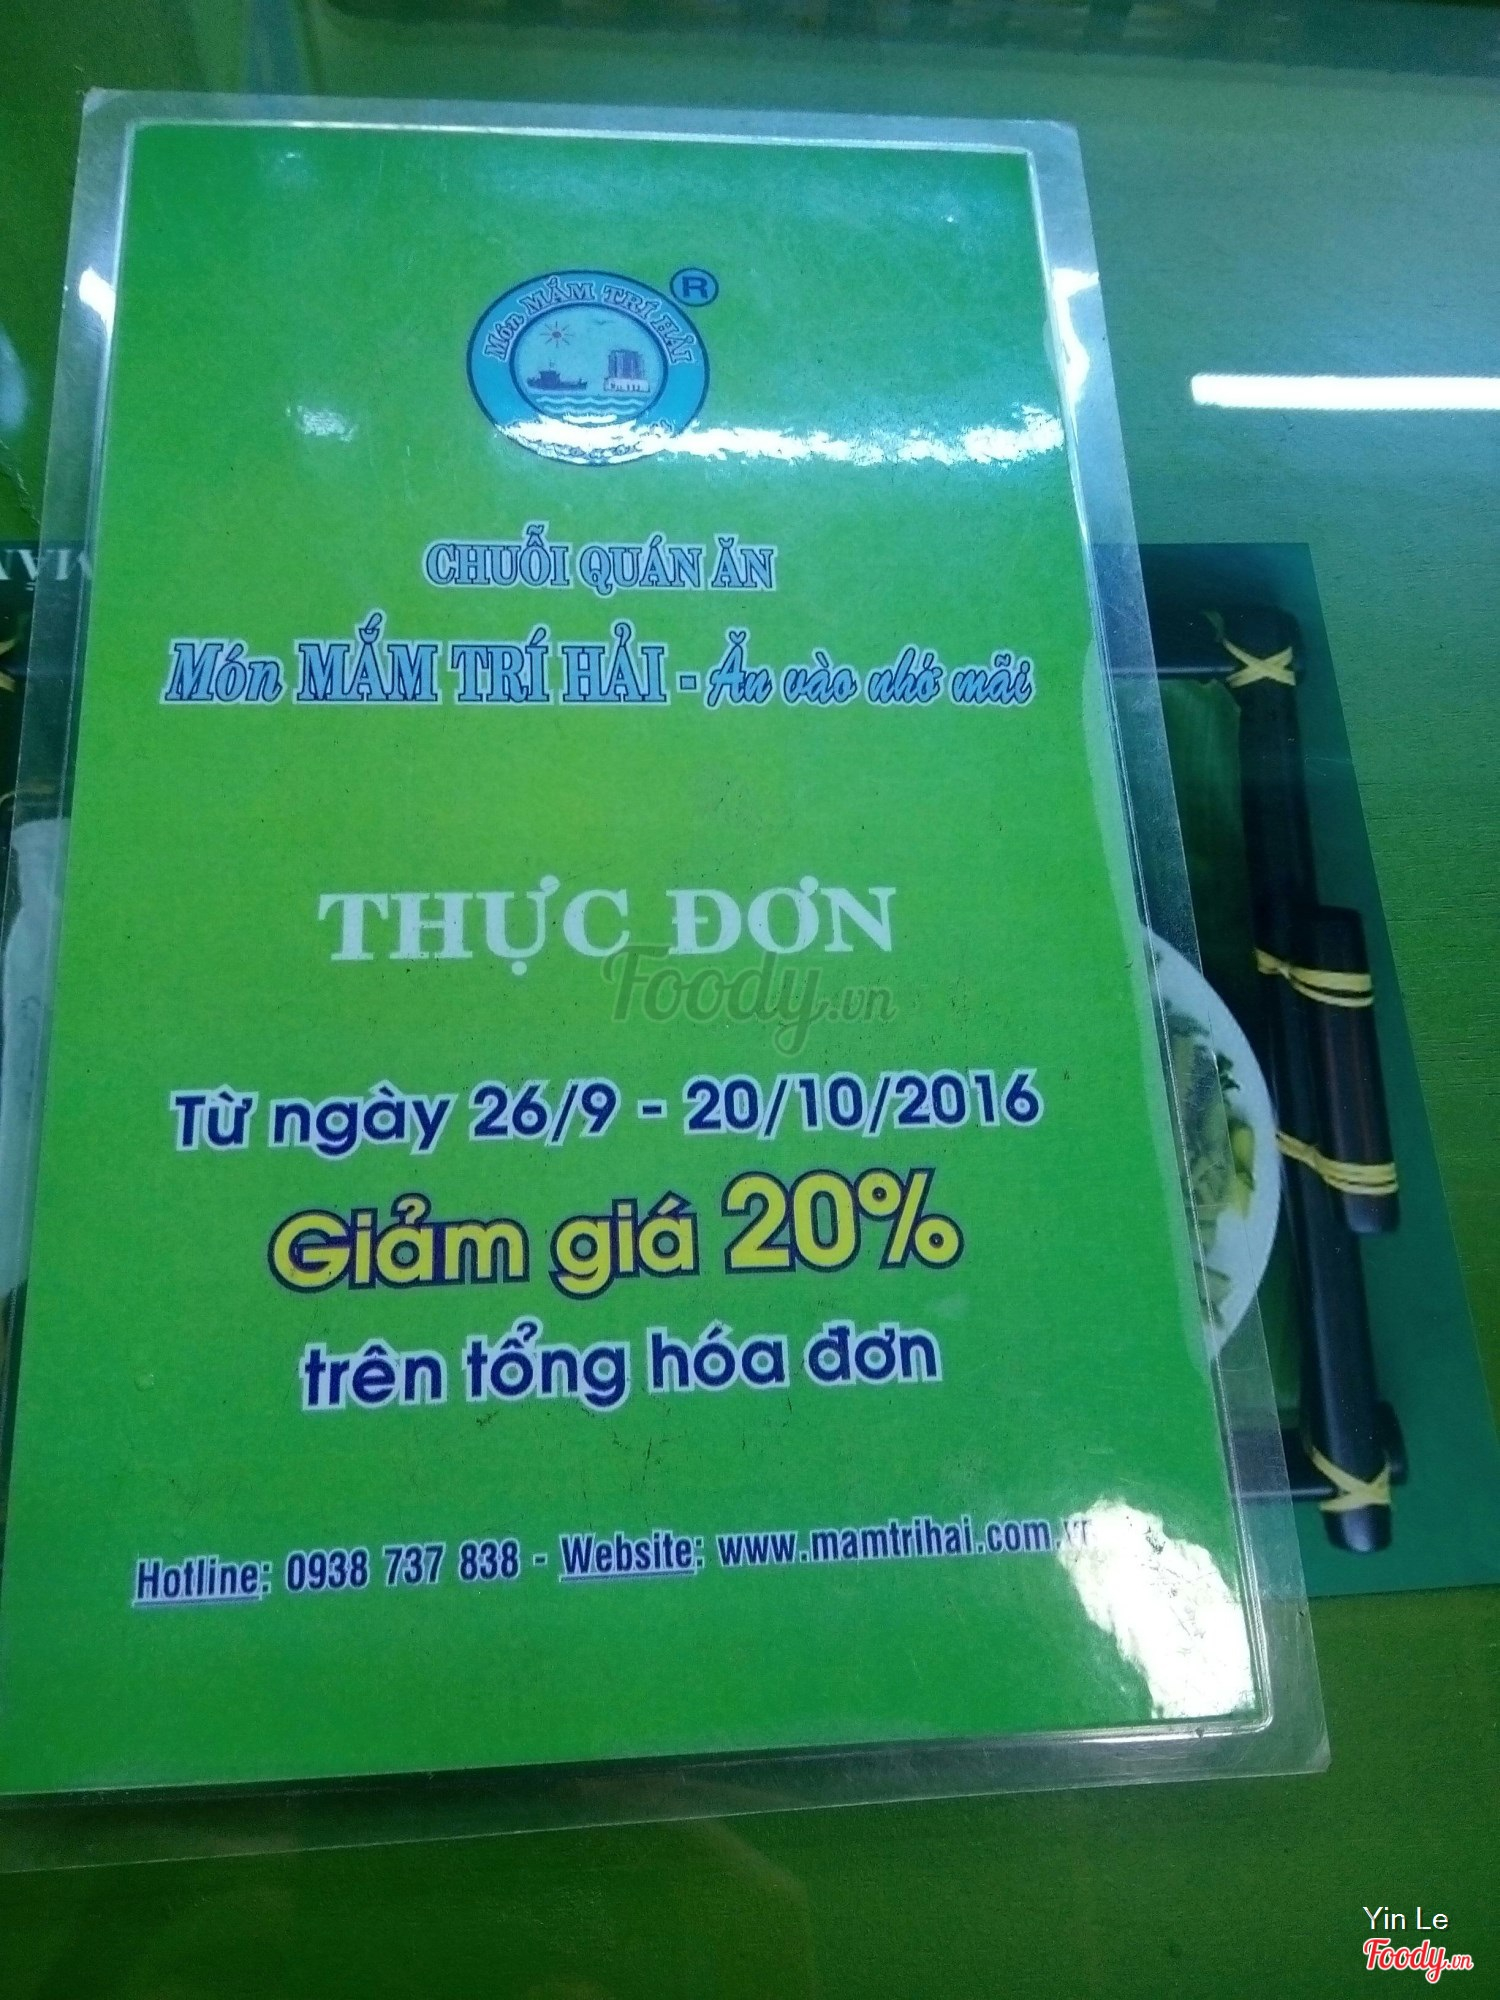 Món MẮM TRÍ HẢI
R
CHUỖI QUÁN ĂN
Món MẮM TRÍ HẢI - Ăn vào nhớ mãi
THỰC ĐƠN
Foody.vn
Từ ngày 26/9 - 20/10/2016
Giảm giá 20%
trên tổng hóa đơn
Hotline: 0938 737 838 - Website: www.mamtrihai.com.vn
Yin Le
Foody.vn